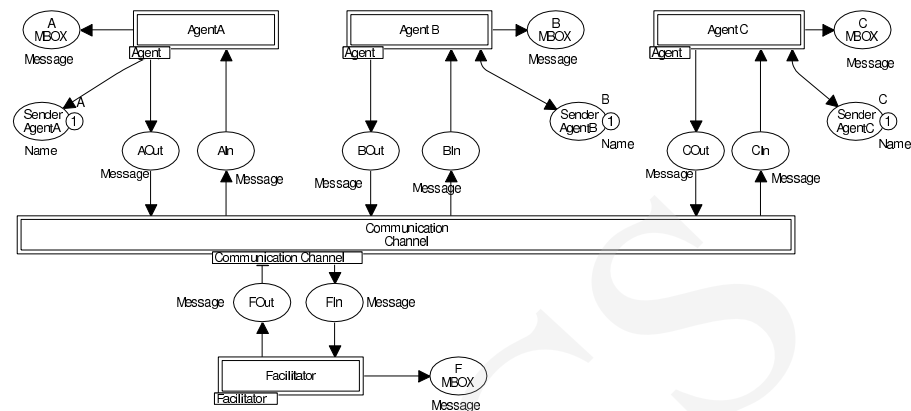 A
MBOX
Message
AgentA
Agent
B
MBOX
Message
Agent B
Agent
C
MBOX
Message
Agent C
Agent
A
Sender
AgentA
1
Name
B
Sender
AgentB
1
Name
C
Sender
AgentC
1
Name
AOut
Message
AIn
Message
BOut
Message
BIn
Message
COut
Message
CIn
Message
Communication
Channel
Communication Channel
Message
FOut
FIn
Message
Facilitator
Facilitator
F
MBOX
Message